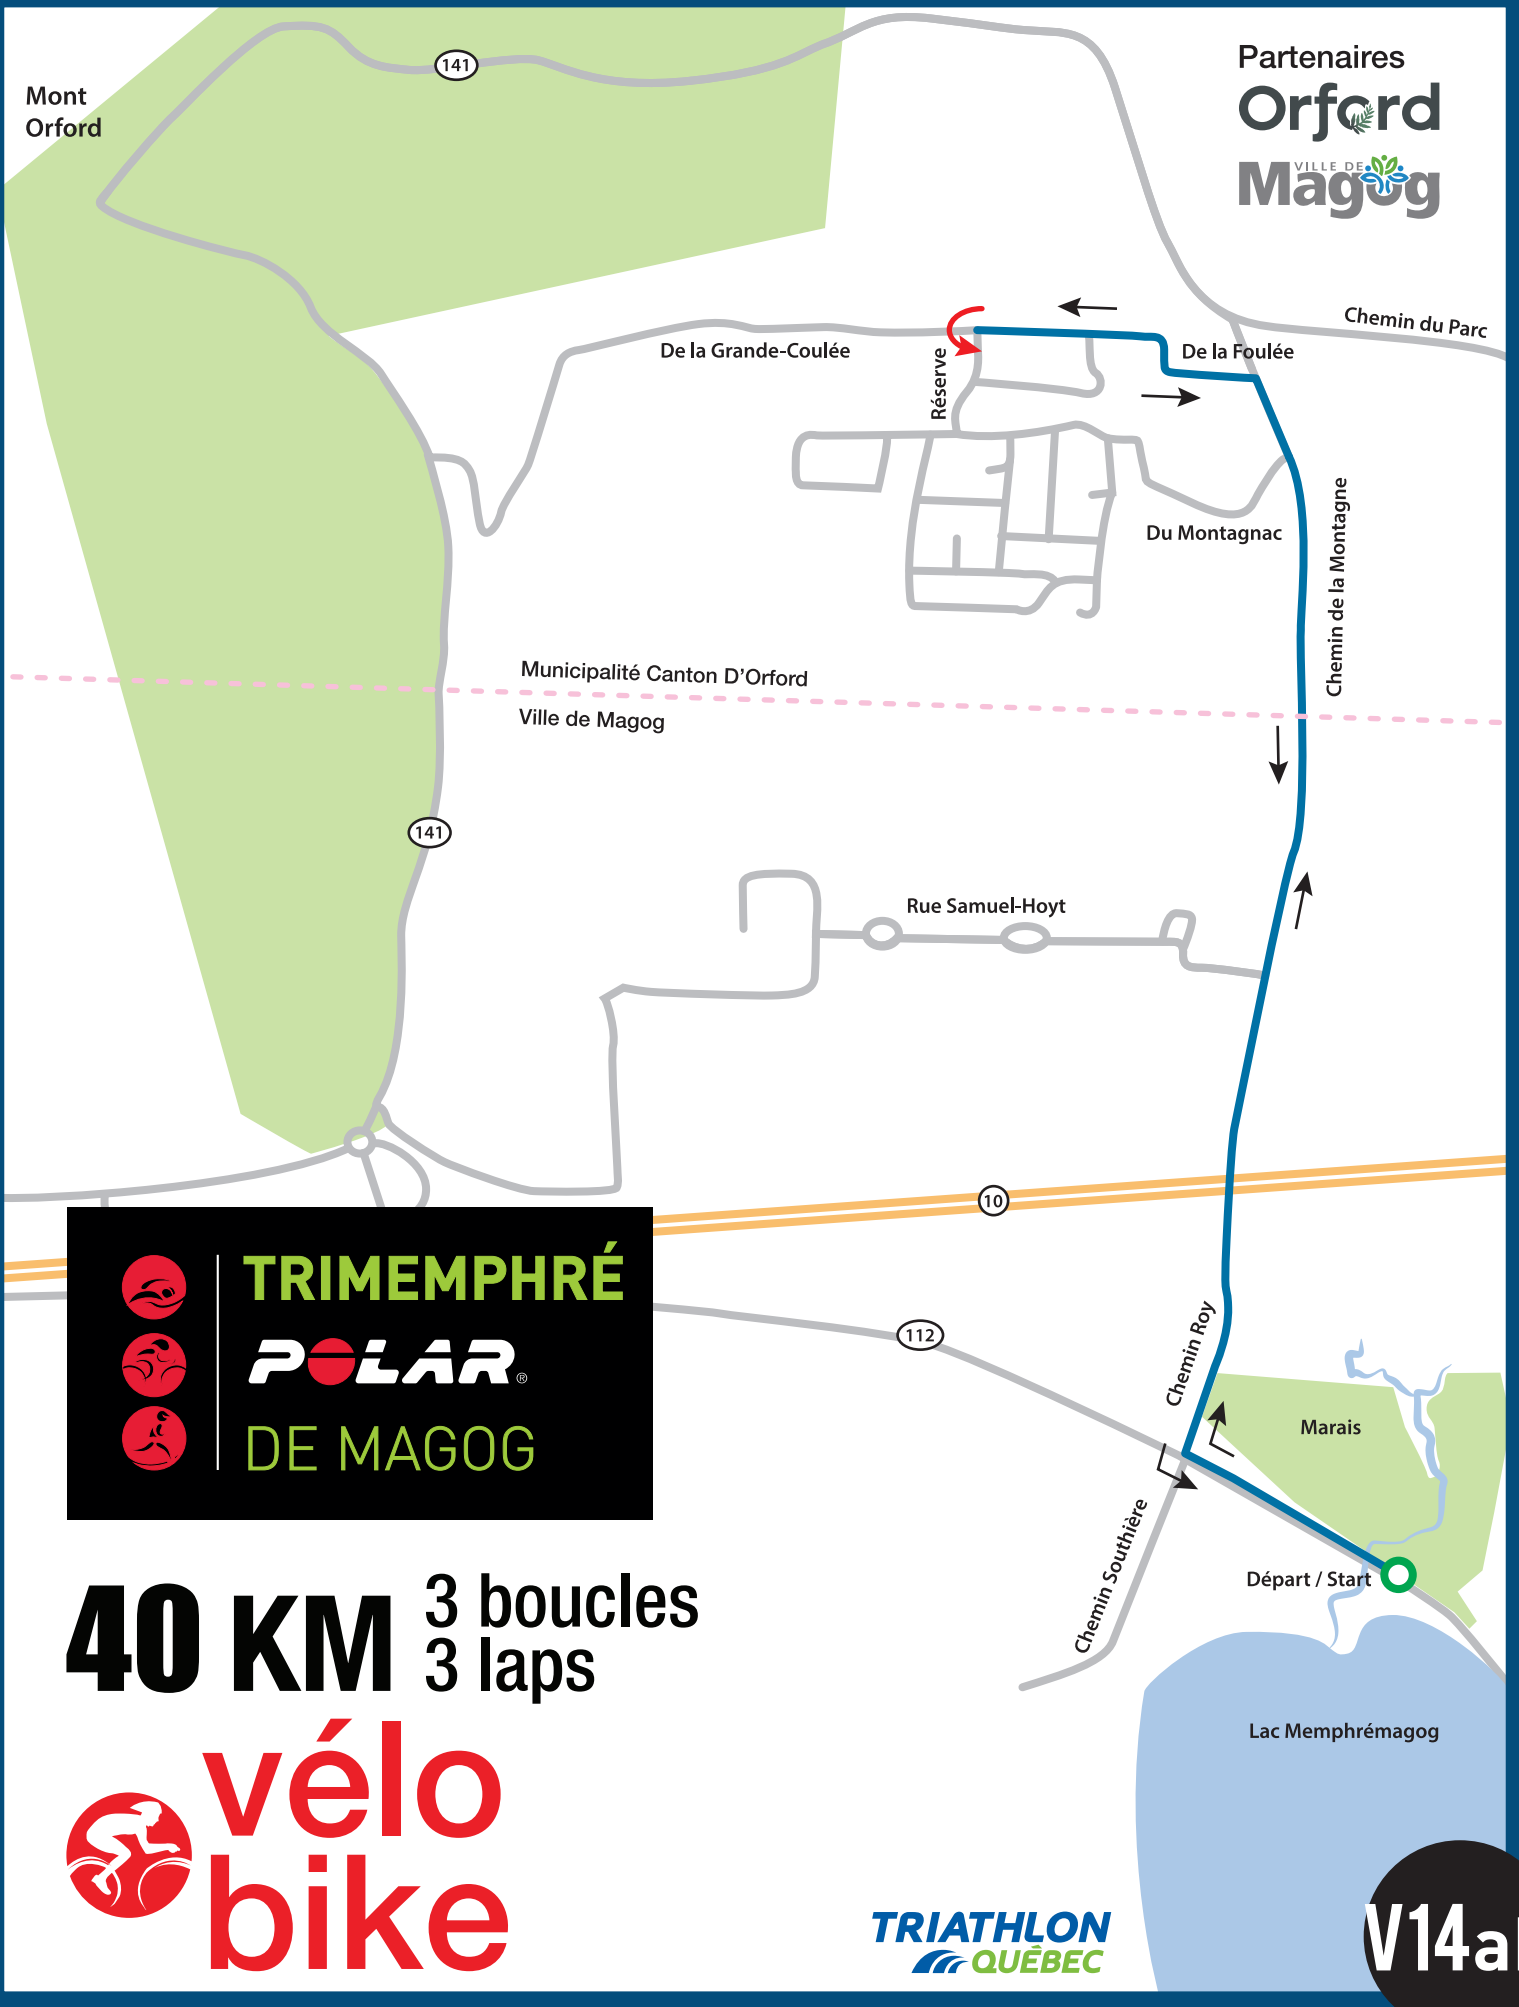 Partenaires
Orford
VILLE DE
Magog
Mont
Orford
141
Chemin du Parc
De la Grande-Coulée
De la Foulée
Réserve
Du Montagnac
Chemin de la Montagne
Municipalité Canton D'Orford
Ville de Magog
141
Rue Samuel-Hoyt
10
TRIMEMPHRÉ
POLAR®
DE MAGOG
112
Chemin Roy
Marais
Chemin Southière
Départ / Start
40 KM
3 boucles
3 laps
Lac Memphrémagog
vélo
bike
TRIATHLON
QUÉBEC
V14a